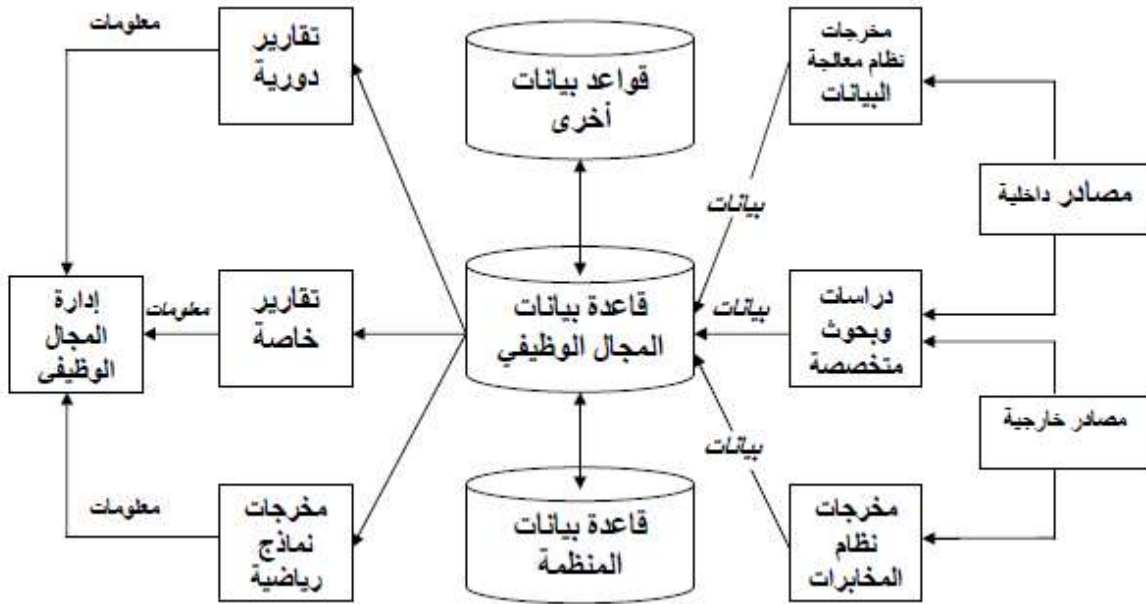 مخرجات
نظام معالجة
البيانات
قواعد بيانات
أخرى
تقارير
دورية
معلومات
مصادر داخلية
بيانات
دراسات
وبحوث
متخصصة
بيانات
قاعدة بيانات
المجال الوظيفي
تقارير
خاصة
معلومات
إدارة
المجال
الوظيفى
مصادر خارجية
بيانات
مخرجات
نظام
المخابرات
قاعدة بيانات
المنظمة
مخرجات
نماذج
رياضية
معلومات